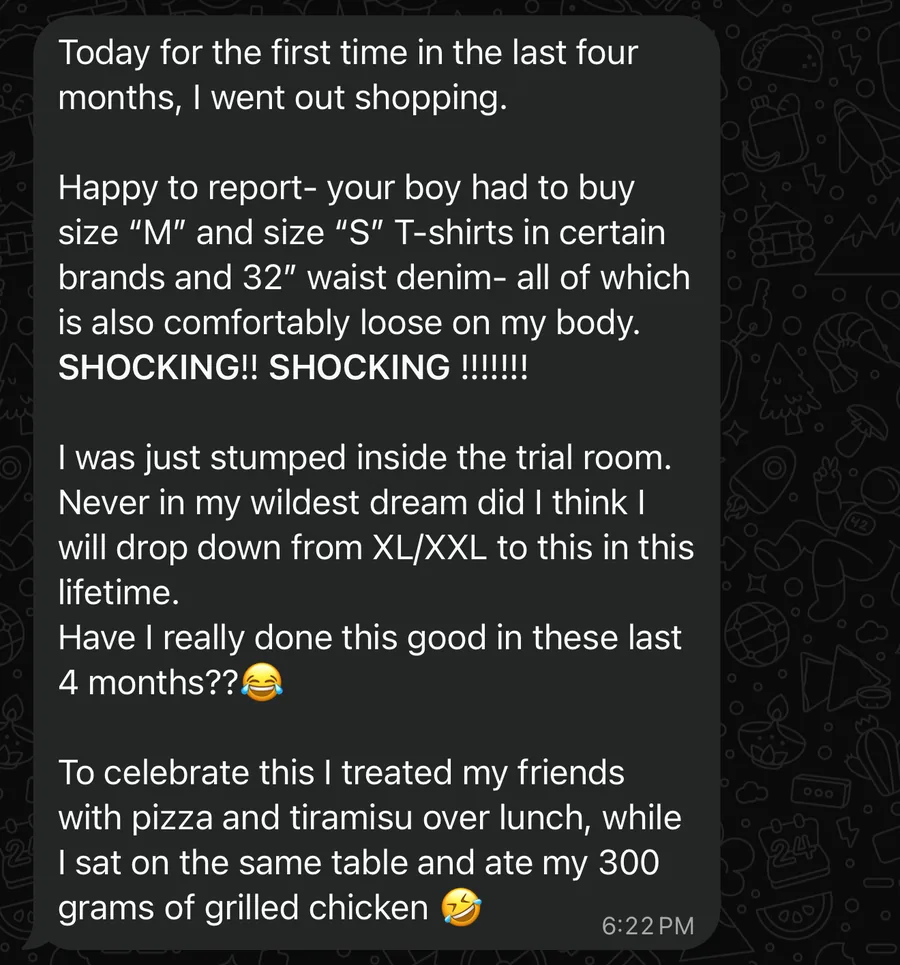 Today for the first time in the last four
months, I went out shopping.
Happy to report- your boy had to buy
size “M” and size “S” T-shirts in certain
brands and 32” waist denim- all of which
is also comfortably loose on my body.
SHOCKING!! SHOCKING !!!!!!!
I was just stumped inside the trial room.
Never in my wildest dream did I think I
will drop down from XL/XXL to this in this
lifetime.
Have I really done this good in these last
4 months??😂
To celebrate this I treated my friends
with pizza and tiramisu over lunch, while
I sat on the same table and ate my 300
grams of grilled chicken 🤣
6:22 PM